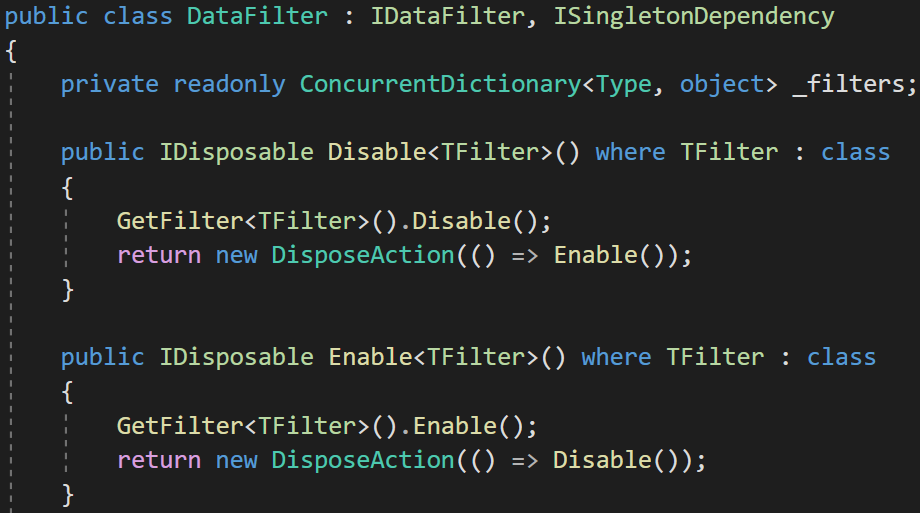 public class DataFilter : IDataFilter, ISingletonDependency
{
private readonly ConcurrentDictionary<Type, object> _filters;
public IDisposable Disable<TFilter>() where TFilter : class
{
GetFilter<TFilter>().Disable();
return new DisposeAction(() => Enable());
}
public IDisposable Enable<TFilter>() where TFilter : class
{
GetFilter<TFilter>().Enable();
return new DisposeAction(() => Disable());
}